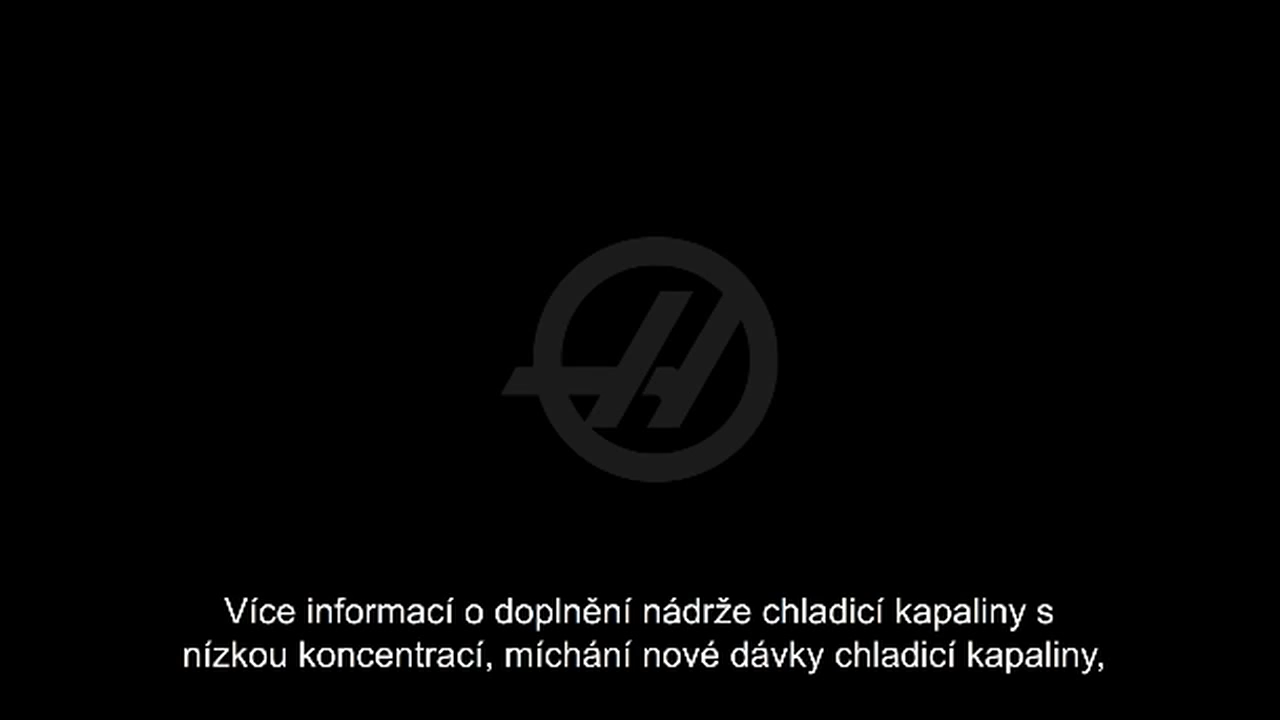 Více informací o doplnění nádrže chladicí kapaliny s
nízkou koncentrací, míchání nové dávky chladicí kapaliny,